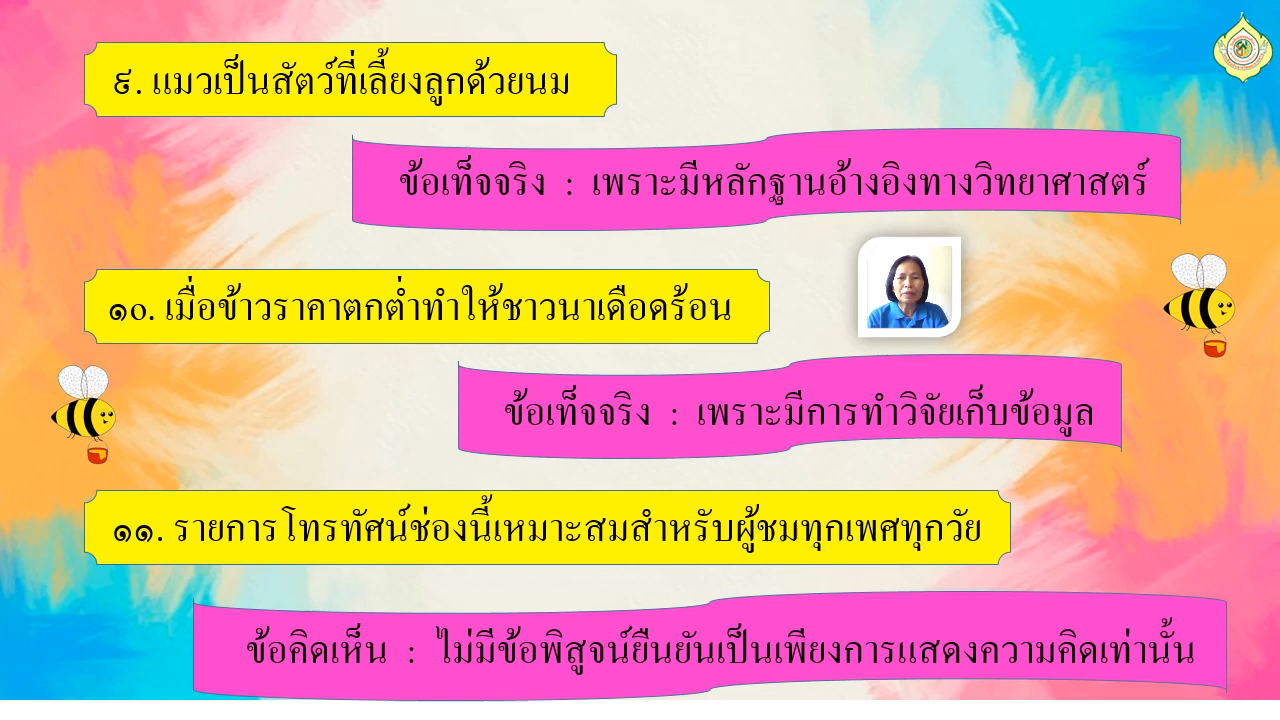 ๙. แมวเป็นสัตว์ที่เลี้ยงลูกด้วยนม
ข้อเท็จจริง : เพราะมีหลักฐานอ้างอิงทางวิทยาศาสตร์
๑๐. เมื่อข้าวราคาตกต่ำทำให้ชาวนาเดือดร้อน
ข้อเท็จจริง : เพราะมีการทำวิจัยเก็บข้อมูล
๑๑. รายการโทรทัศน์ช่องนี้เหมาะสมสำหรับผู้ชมทุกเพศทุกวัย
ข้อคิดเห็น : ไม่มีข้อพิสูจน์ยืนยันเป็นเพียงการแสดงความคิดเท่านั้น